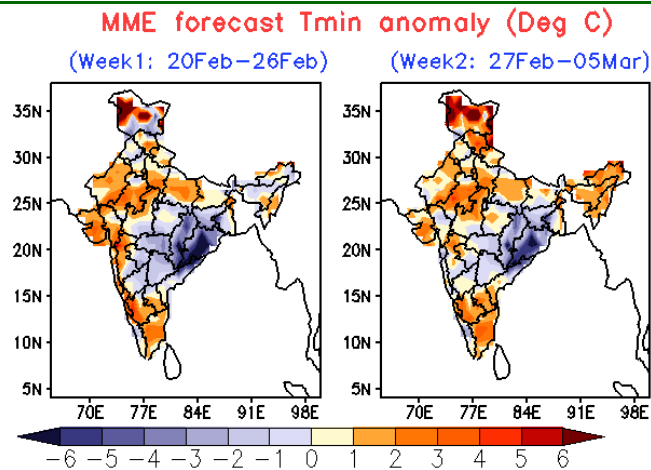 MME forecast Tmin anomaly (Deg C)
(Week1: 20Feb-26Feb) (Week2: 27Feb-05Mar)
35N 35N
30N 30N
25N 25N
20N 20N
15N 15N
10N 10N
5N 5N
70E 77E 84E 91E 98E 70E 77E 84E 91E 98E
-6 -5 -4 -3 -2 -1 0 1 2 3 4 5 6